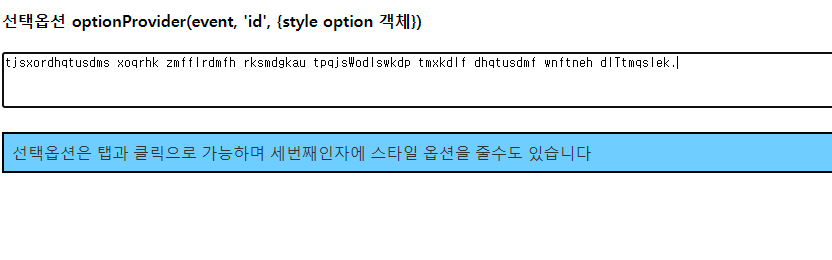 선택옵션 optionProvider(event, 'id', {style option 객체})
tjsxordhqtusdms xoqrhk zmfflrdmfh rksmdgkau tpqjsWodlswkdp tmxkdlf dhqtusdmf wnftneh dlTtmqslek.
선택옵션은 탭과 클릭으로 가능하며 세번째인자에 스타일 옵션을 줄수도 있습니다